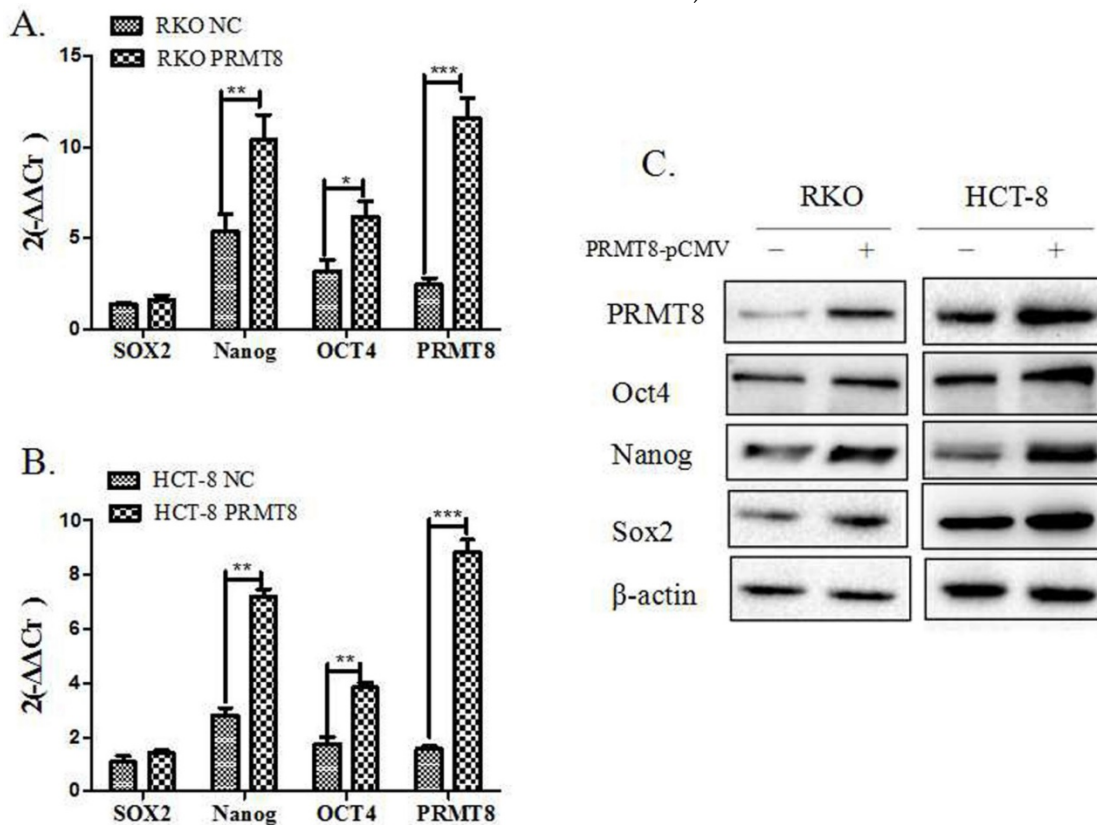 A.
RKO NC
RKO PRMT8
2(-ΔΔCT )
15
10
5
0
**
*
***
SOX2 Nanog OCT4 PRMT8
B.
HCT-8 NC
HCT-8 PRMT8
2(-ΔΔCT )
10
8
6
4
2
0
**
**
***
SOX2 Nanog OCT4 PRMT8
C.
RKO HCT-8
PRMT8-pCMV − + − +
PRMT8
Oct4
Nanog
Sox2
β-actin